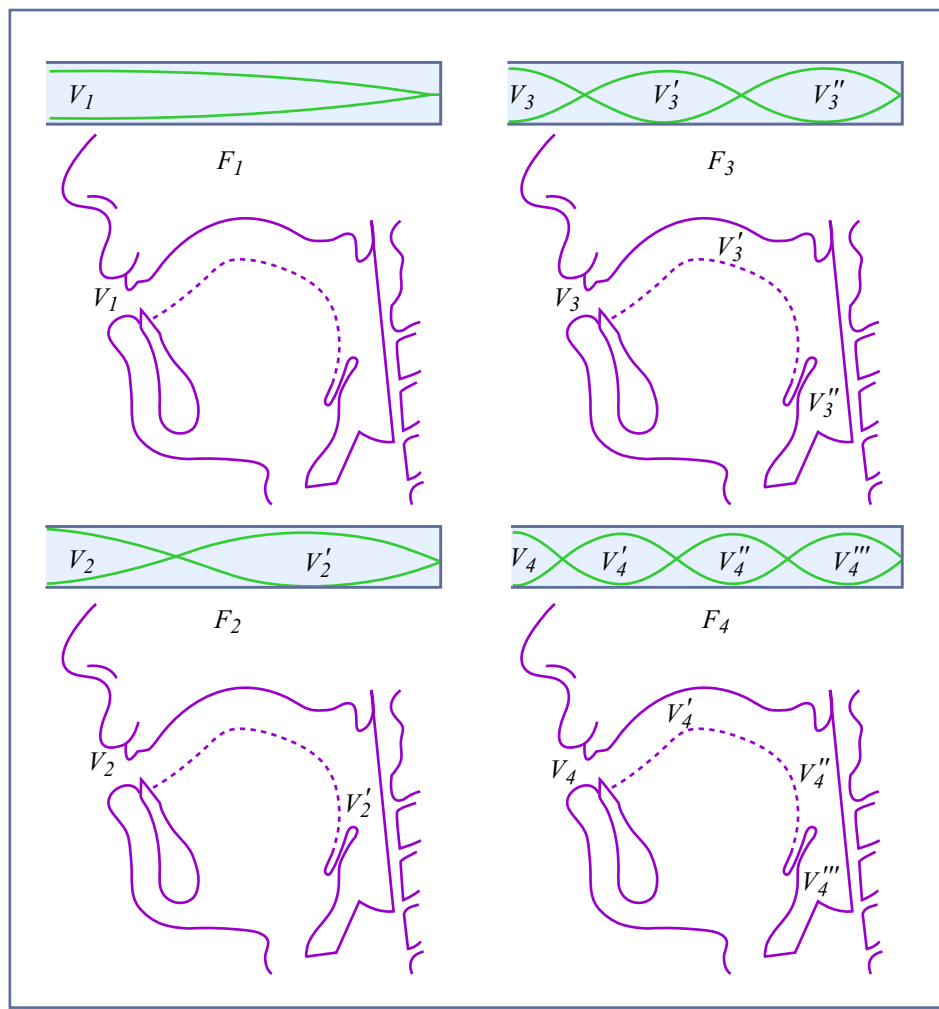 V₁
V₃ V₃′ V₃″
F₁
F₃
V₃′
V₁
V₃
V₃″
V₂ V₂′
V₄ V₄′ V₄″ V₄‴
F₂
F₄
V₄′
V₂
V₄ V₄″
V₂′
V₄‴